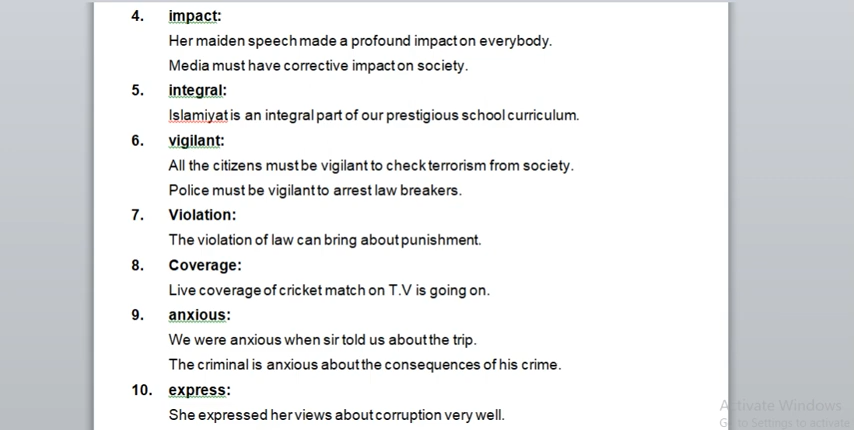 4. impact:
Her maiden speech made a profound impact on everybody.
Media must have corrective impact on society.
5. integral:
Islamiyat is an integral part of our prestigious school curriculum.
6. vigilant:
All the citizens must be vigilant to check terrorism from society.
Police must be vigilant to arrest law breakers.
7. Violation:
The violation of law can bring about punishment.
8. Coverage:
Live coverage of cricket match on T.V is going on.
9. anxious:
We were anxious when sir told us about the trip.
The criminal is anxious about the consequences of his crime.
10. express:
She expressed her views about corruption very well.
Activate Windows
Go to Settings to activate